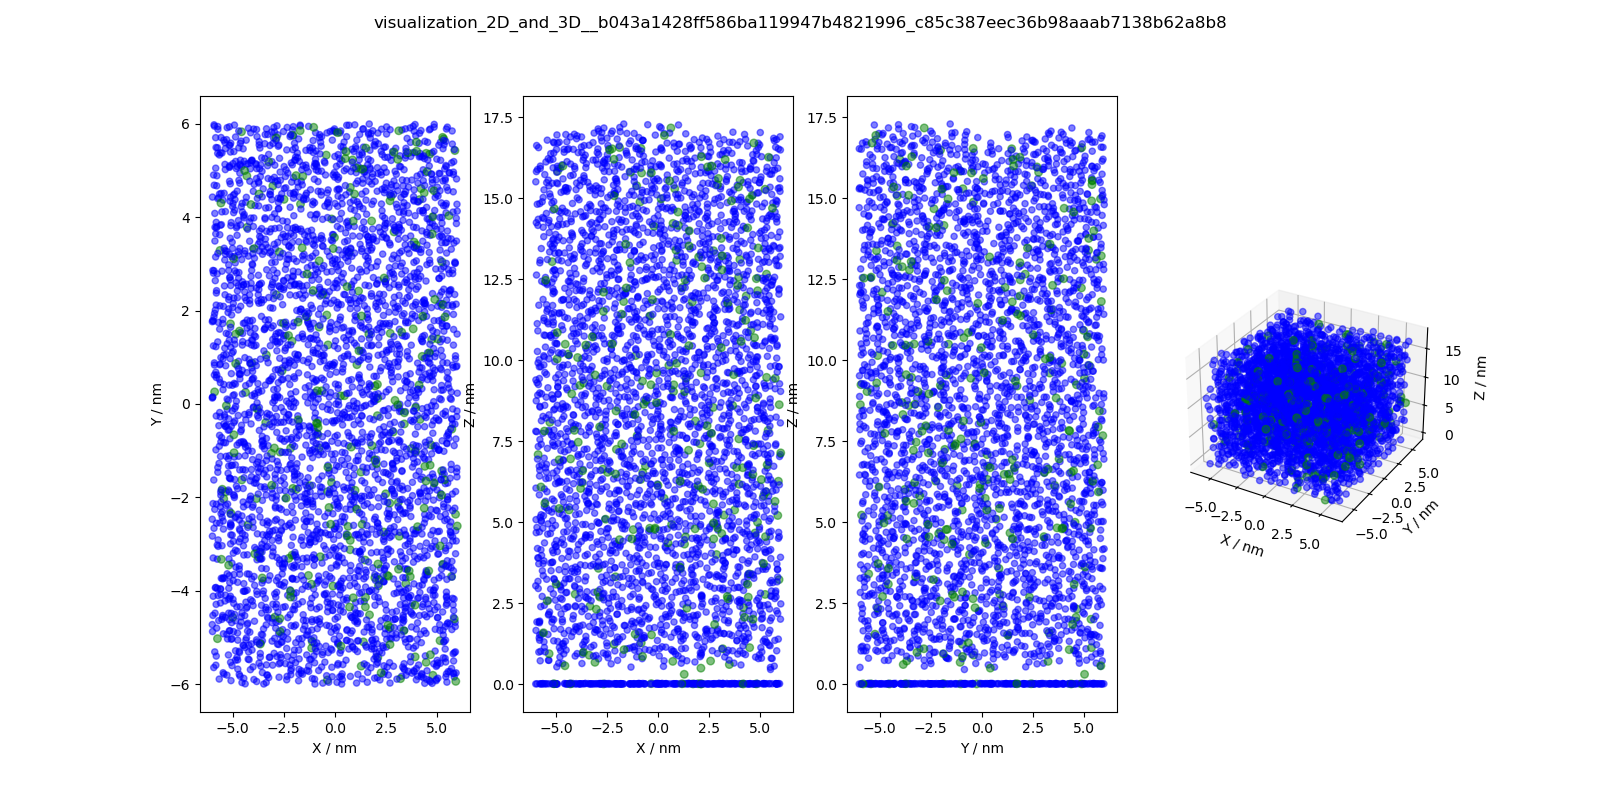 visualization_2D_and_3D__b043a1428ff586ba119947b4821996_c85c387eec36b98aaab7138b62a8b8
6
4
2
0
−2
−4
−6
Y / nm
−5.0 −2.5 0.0 2.5 5.0
X / nm
17.5
15.0
12.5
10.0
7.5
5.0
2.5
0.0
Z / nm
−5.0 −2.5 0.0 2.5 5.0
X / nm
17.5
15.0
12.5
10.0
7.5
5.0
2.5
0.0
Z / nm
−5.0 −2.5 0.0 2.5 5.0
Y / nm
15
10
5
0
Z / nm
5.0
2.5
0.0
−2.5
−5.0
Y / nm
−5.0
−2.5
0.0
2.5
5.0
X / nm